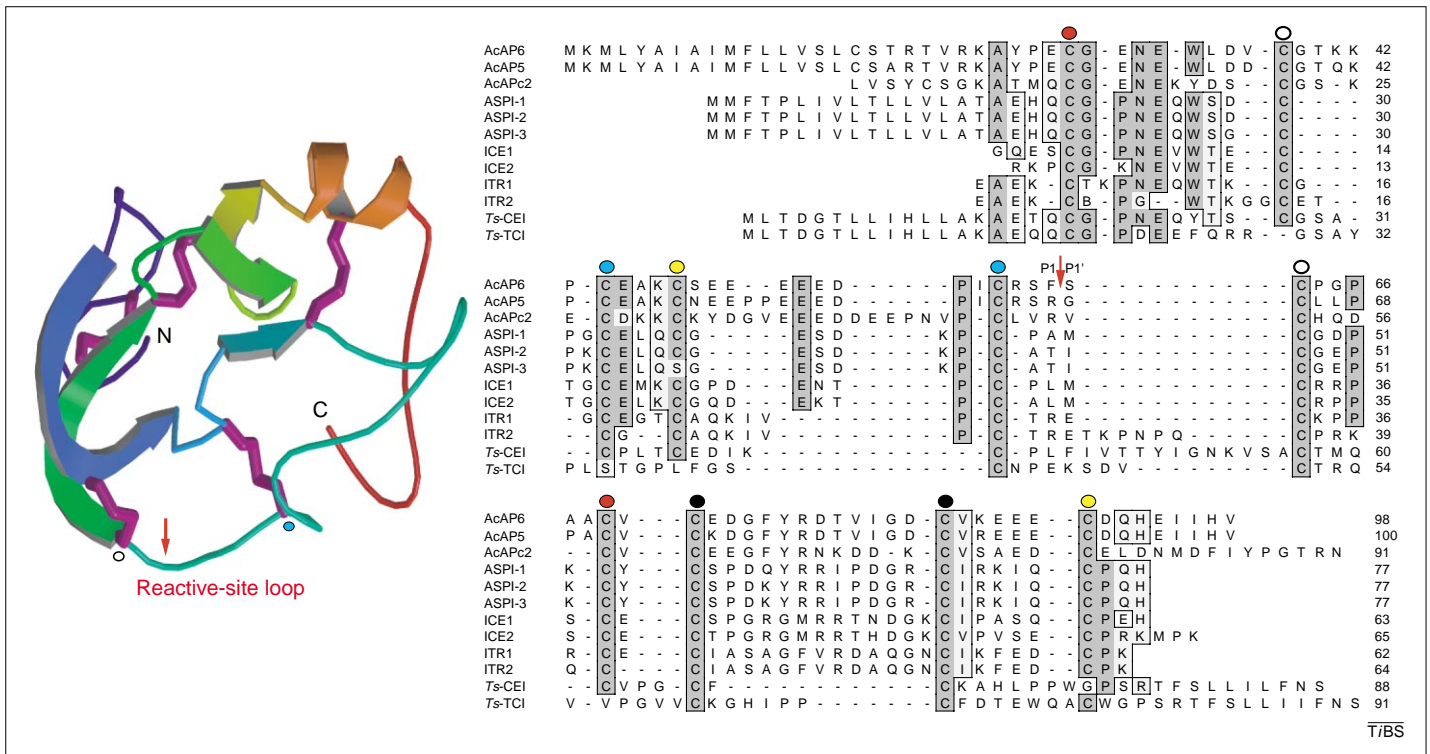 N
C
Reactive-site loop
AcAP6 M K M L Y A I A I M F L L V S L C S T R T V R K A Y P E C G - E N E - W L D V - C G T K K 42
AcAP5 M K M L Y A I A I M F L L V S L C S A R T V R K A Y P E C G - E N E - W L D D - C G T Q K 42
AcAPc2 L V S Y C S G K A T M Q C G - E N E K Y D S - C G S - K 25
ASPI-1 M M F T P L I V L T L L V L A T A E H Q C G - P N E Q W S D - C - - - - 30
ASPI-2 M M F T P L I V L T L L V L A T A E H Q C G - P N E Q W S D - C - - - - 30
ASPI-3 M M F T P L I V L T L L V L A T A E H Q C G - P N E Q W S G - C - - - - 30
ICE1 G Q E S C G - P N E V W T E - C - - - - 14
ICE2 R K P C G - K N E V W T E - C - - - - 13
ITR1 E A E K - C T K P N E Q W T K - C G - - - 16
ITR2 E A E K - C B - P G - - W T K G G C E T - - 16
Ts-CEI M L T D G T L L I H L L A K A E T Q C G - P N E Q Y T S - C G S A - 31
Ts-TCI M L T D G T L L I H L L A K A E Q Q C G - P D E E F Q R R - G S A Y 32
P1 P1'
AcAP6 P - C E A K C S E E - - E E E D - - - - - - P I C R S F S - - - - - - - - - - - C P G P 66
AcAP5 P - C E A K C N E E P P E E E D - - - - - - P I C R S R G - - - - - - - - - - - C L L P 68
AcAPc2 E - C D K K C K Y D G V E E E D D E E P N V P - C L V R V - - - - - - - - - - - C H Q D 56
ASPI-1 P G C E L Q C G - - - - - E S D - - - - K P - C - P A M - - - - - - - - - - - C G D P 51
ASPI-2 P K C E L Q C G - - - - - E S D - - - - K P - C - A T I - - - - - - - - - - - C G E P 51
ASPI-3 P K C E L Q S G - - - - - E S D - - - - K P - C - A T I - - - - - - - - - - - C G E P 51
ICE1 T G C E M K C G P D - - - E N T - - - - - P - C - P L M - - - - - - - - - - - C R R P 36
ICE2 T G C E L K C G P D - - - E K T - - - - - P - C - A L M - - - - - - - - - - - C R P P 35
ITR1 - G C E G T C A Q K I V - - - - - - - - P - C - T R E - - - - - - - - - - - C K P P 36
ITR2 - - C G - - C A Q K I V - - - - - - - - P - C - T R E T K P N P Q - - - - - C P R K 39
Ts-CEI - - C P L T C E D I K - - - - - - - - - - - C - P L F I V T T Y I G N K V S A C T M Q 60
Ts-TCI P L S T G P L F G S - - - - - - - - - - - - C N P E K S D V - - - - - - - - C T R Q 54
AcAP6 A A C V - - - C E D G F Y R D T V I G D - C V K E E E - - C D Q H E I I H V 98
AcAP5 P A C V - - - C K D G F Y R D T V I G D - C V R E E E - - C D Q H E I I H V 100
AcAPc2 - - C V - - - C E E G F Y R N K D D - K - C V S A E D - - C E L D N M D F I Y P G T R N 91
ASPI-1 K - C Y - - - C S P D Q Y R R I P D G R - C I R K I Q - - C P Q H 77
ASPI-2 K - C Y - - - C S P D K Y R R I P D G R - C I R K I Q - - C P Q H 77
ASPI-3 K - C Y - - - C S P D K Y R R I P D G R - C I R K I Q - - C P Q H 77
ICE1 S - C E - - - C S P G R G M R R T N D G K C I P A S Q - - C P E H 63
ICE2 S - C E - - - C T P G R G M R R T H D G K C V P V S E - - C P R K M P K 65
ITR1 R - C E - - - C I A S A G F V R D A Q G N C I K F E D - - C P K 62
ITR2 Q - C - - - - C I A S A G F V R D A Q G N C I K F E D - - C P K 64
Ts-CEI - - C V P G - C F - - - - - - - - - - - C K A H L P P W G P S R T F S L L I L F N S 88
Ts-TCI V - V P G V V C K G H I P P - - - - - - - C F D T E W Q A C W G P S R T F S L L I I F N S 91
TiBS